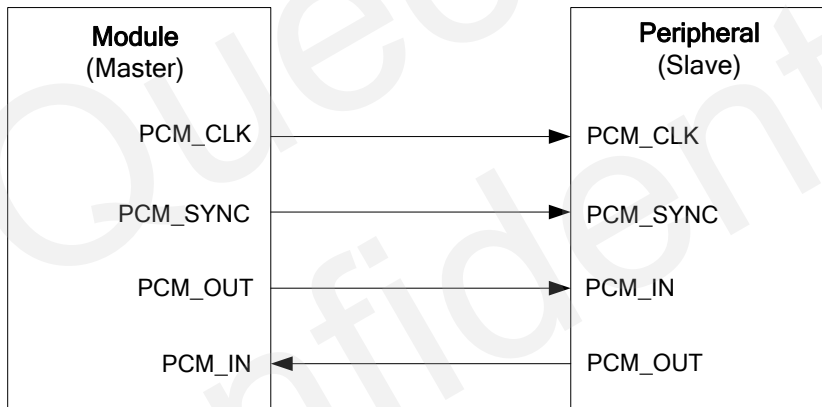 Module
(Master)
PCM_CLK
PCM_SYNC
PCM_OUT
PCM_IN
Peripheral
(Slave)
PCM_CLK
PCM_SYNC
PCM_IN
PCM_OUT